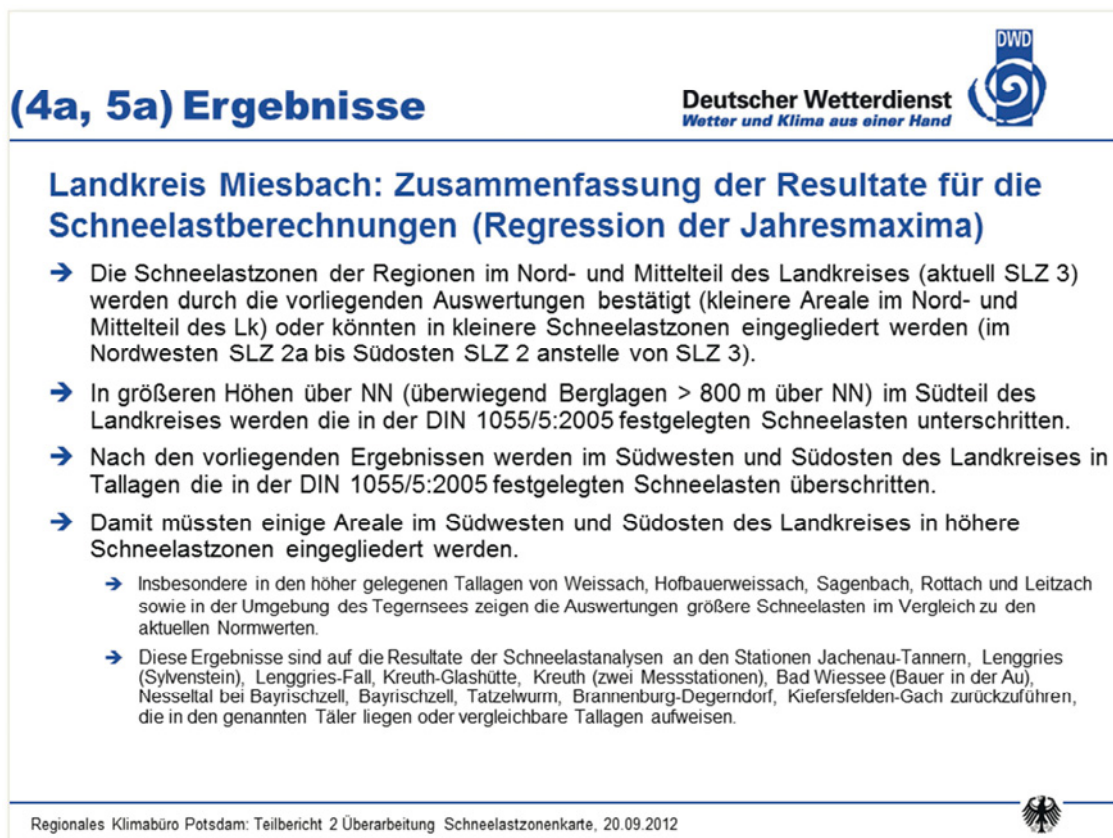 DWD
(4a, 5a) Ergebnisse
Deutscher Wetterdienst
Wetter und Klima aus einer Hand
Landkreis Miesbach: Zusammenfassung der Resultate für die
Schneelastberechnungen (Regression der Jahresmaxima)
➔ Die Schneelastzonen der Regionen im Nord- und Mittelteil des Landkreises (aktuell SLZ 3)
werden durch die vorliegenden Auswertungen bestätigt (kleinere Areale im Nord- und
Mittelteil des Lk) oder könnten in kleinere Schneelastzonen eingegliedert werden (im
Nordwesten SLZ 2a bis Südosten SLZ 2 anstelle von SLZ 3).
➔ In größeren Höhen über NN (überwiegend Berglagen > 800 m über NN) im Südteil des
Landkreises werden die in der DIN 1055/5:2005 festgelegten Schneelasten unterschritten.
➔ Nach den vorliegenden Ergebnissen werden im Südwesten und Südosten des Landkreises in
Tallagen die in der DIN 1055/5:2005 festgelegten Schneelasten überschritten.
➔ Damit müssten einige Areale im Südwesten und Südosten des Landkreises in höhere
Schneelastzonen eingegliedert werden.
➔ Insbesondere in den höher gelegenen Tallagen von Weissach, Hofbauerweissach, Sagenbach, Rottach und Leitzach
sowie in der Umgebung des Tegernsees zeigen die Auswertungen größere Schneelasten im Vergleich zu den
aktuellen Normwerten.
➔ Diese Ergebnisse sind auf die Resultate der Schneelastanalysen an den Stationen Jachenau-Tannern, Lenggries
(Sylvenstein), Lenggries-Fall, Kreuth-Glashütte, Kreuth (zwei Messstationen), Bad Wiessee (Bauer in der Au),
Nesseltal bei Bayrischzell, Bayrischzell, Tatzelwurm, Brannenburg-Degerndorf, Kiefersfelden-Gach zurückzuführen,
die in den genannten Täler liegen oder vergleichbare Tallagen aufweisen.
Regionales Klimabüro Potsdam: Teilbericht 2 Überarbeitung Schneelastzonenkarte, 20.09.2012